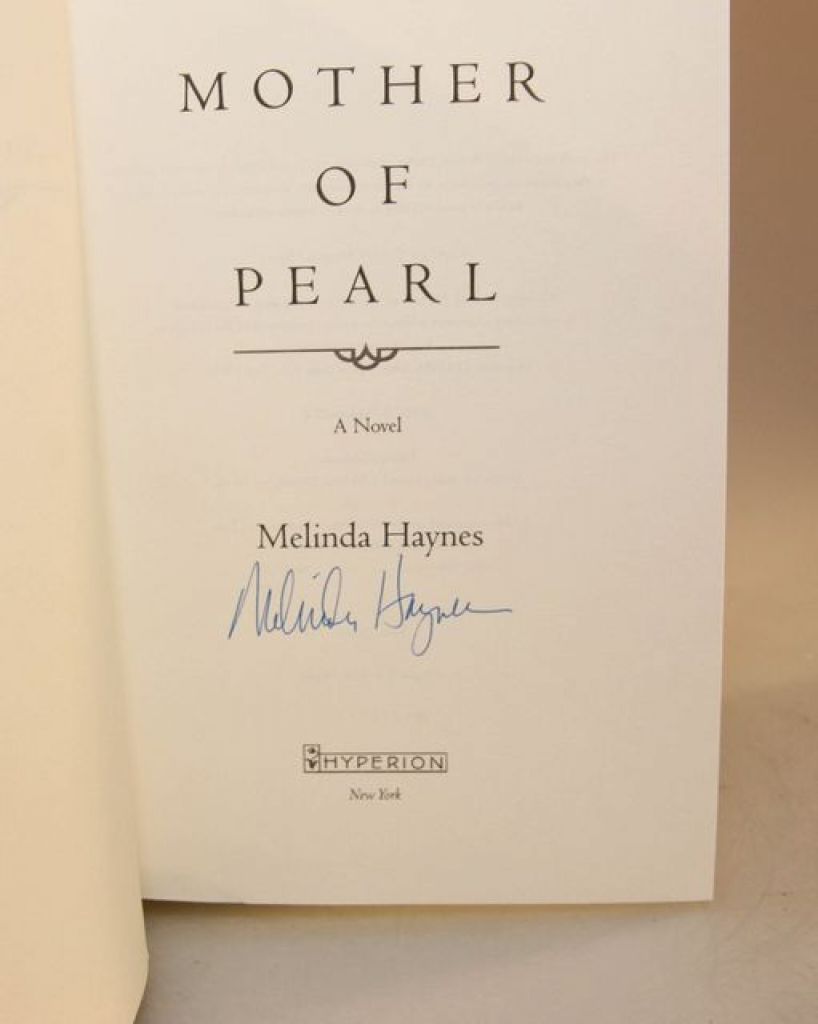 MOTHER
OF
PEARL
A Novel
Melinda Haynes
Melinda Haynes
HYPERION
New York